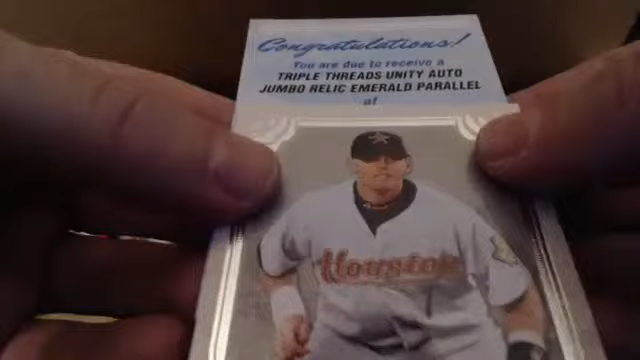 Congratulations!
You are due to receive a
TRIPLE THREADS UNITY AUTO
JUMBO RELIC EMERALD PARALLEL
of
Houston